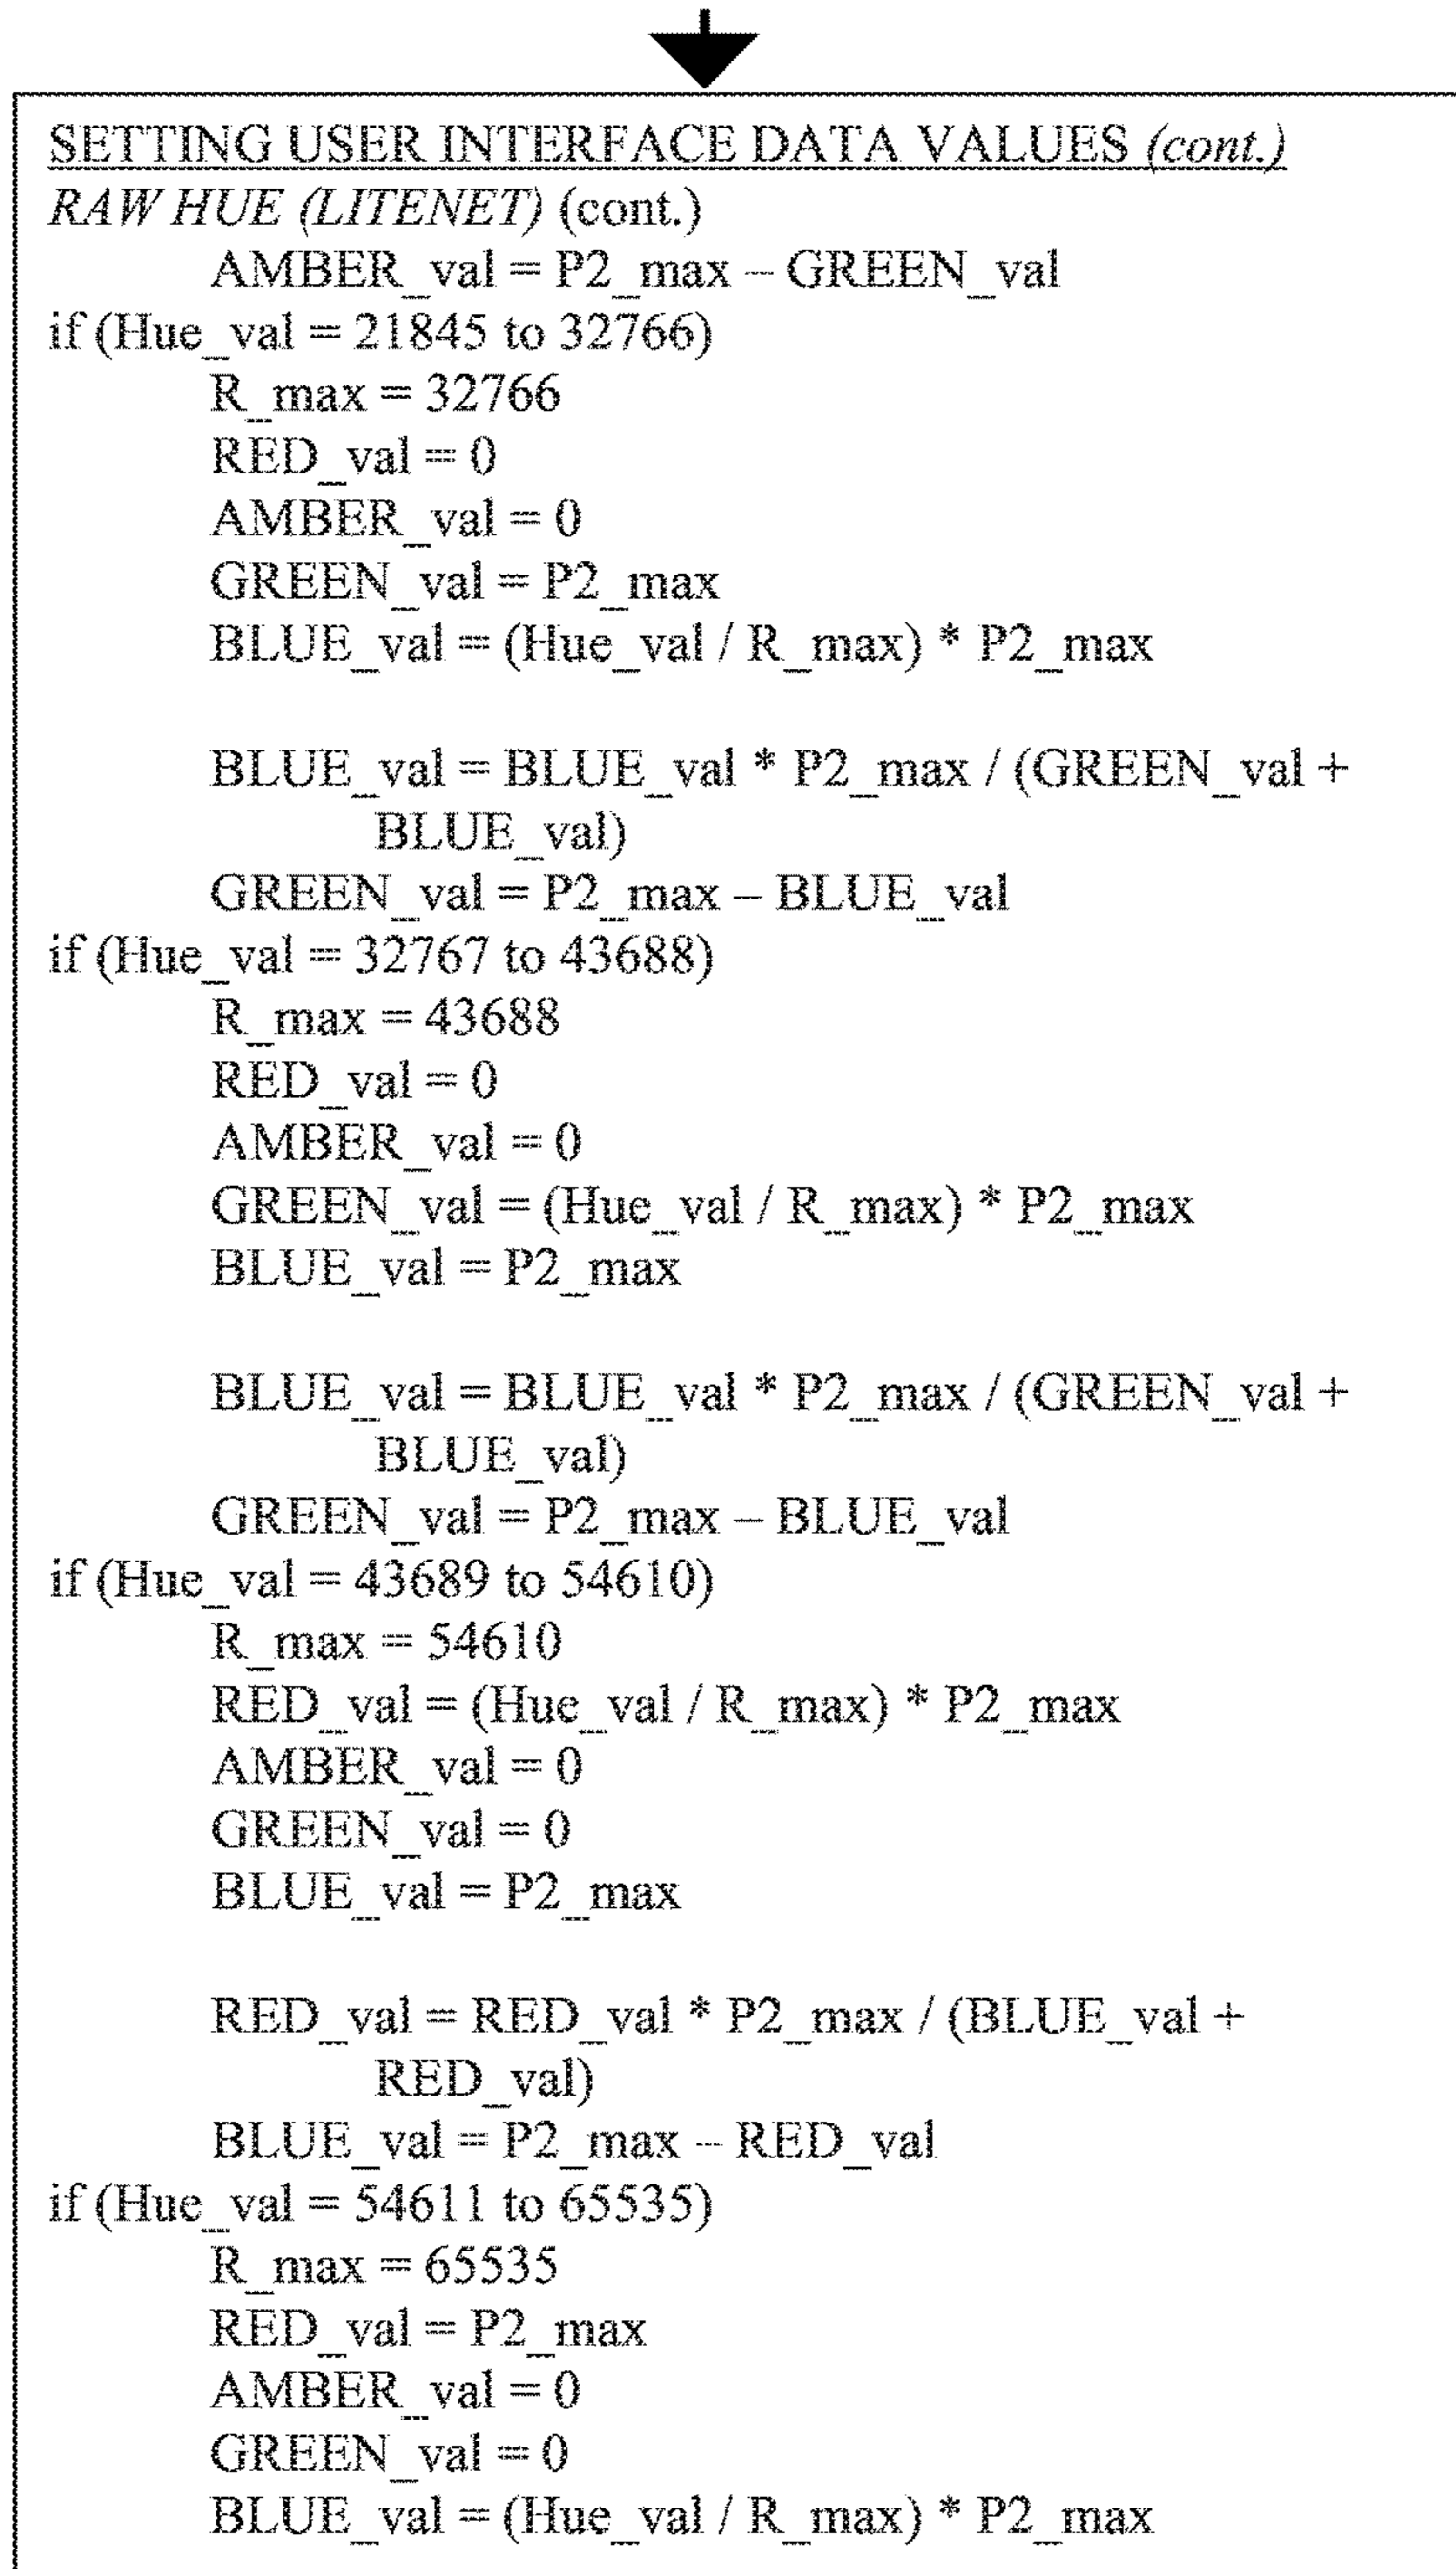 SETTING USER INTERFACE DATA VALUES (cont.)
RAW HUE (LITENET) (cont.)
AMBER_val = P2_max – GREEN_val
if (Hue_val = 21845 to 32766)
R_max = 32766
RED_val = 0
AMBER_val = 0
GREEN_val = P2_max
BLUE_val = (Hue_val / R_max) * P2_max
BLUE_val = BLUE_val * P2_max / (GREEN_val +
BLUE_val)
GREEN_val = P2_max – BLUE_val
if (Hue_val = 32767 to 43688)
R_max = 43688
RED_val = 0
AMBER_val = 0
GREEN_val = (Hue_val / R_max) * P2_max
BLUE_val = P2_max
BLUE_val = BLUE_val * P2_max / (GREEN_val +
BLUE_val)
GREEN_val = P2_max – BLUE_val
if (Hue_val = 43689 to 54610)
R_max = 54610
RED_val = (Hue_val / R_max) * P2_max
AMBER_val = 0
GREEN_val = 0
BLUE_val = P2_max
RED_val = RED_val * P2_max / (BLUE_val +
RED_val)
BLUE_val = P2_max – RED_val
if (Hue_val = 54611 to 65535)
R_max = 65535
RED_val = P2_max
AMBER_val = 0
GREEN_val = 0
BLUE_val = (Hue_val / R_max) * P2_max